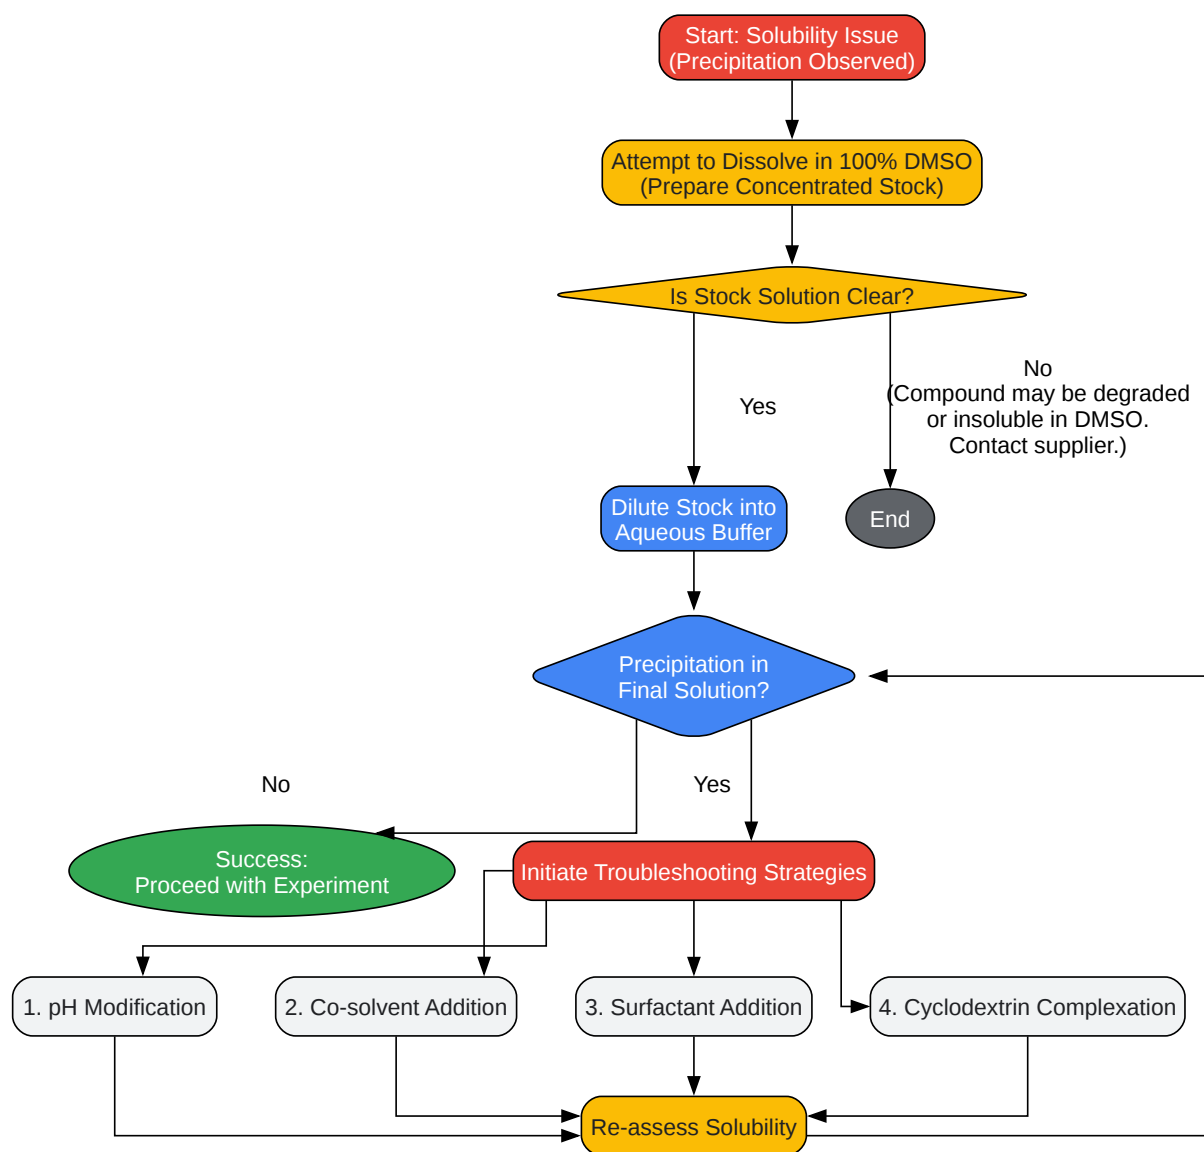 Start: Solubility Issue
(Precipitation Observed)
Attempt to Dissolve in 100% DMSO
(Prepare Concentrated Stock)
Is Stock Solution Clear?
Yes
No
(Compound may be degraded
or insoluble in DMSO.
Contact supplier.)
Dilute Stock into
Aqueous Buffer
End
Precipitation in
Final Solution?
No
Yes
Success:
Proceed with Experiment
Initiate Troubleshooting Strategies
1. pH Modification
2. Co-solvent Addition
3. Surfactant Addition
4. Cyclodextrin Complexation
Re-assess Solubility